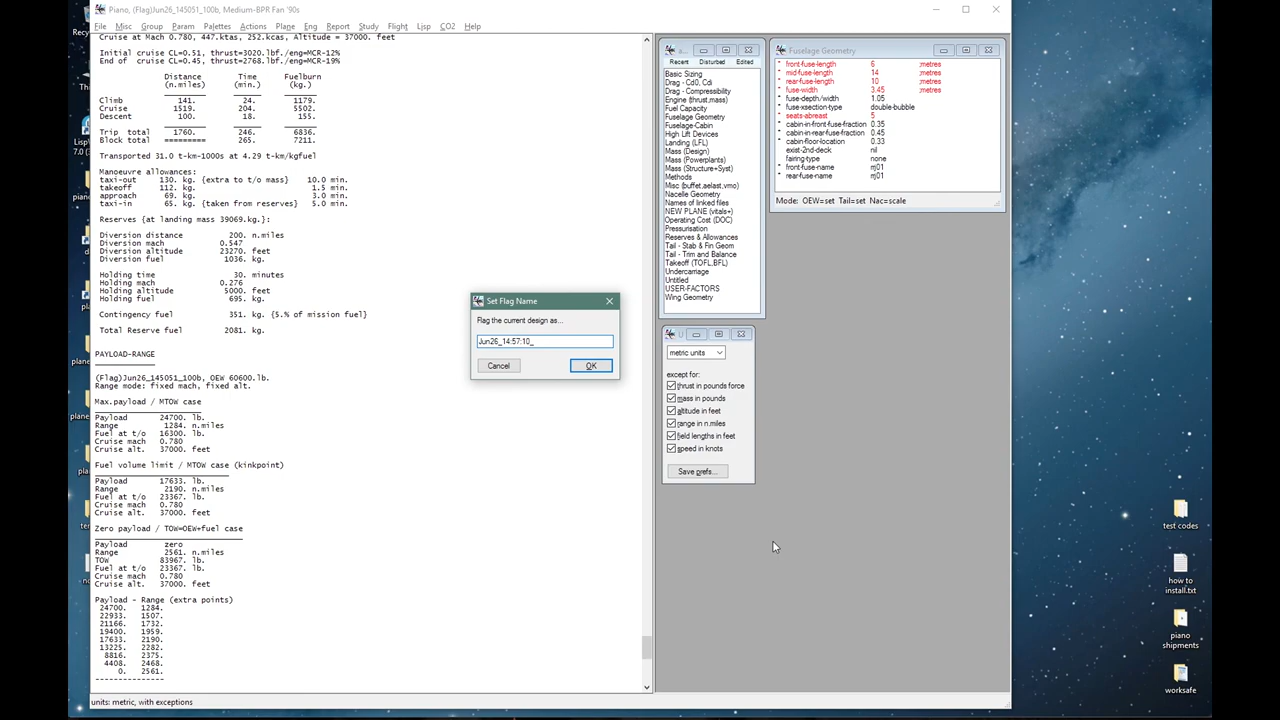 Piano, (Flag)Jun26_145051_100b, Medium-BPR Fan '90s
File Misc Group Param Palettes Actions Plane Eng Report Study Flight Lisp CO2 Help
Cruise at Mach 0.780, 447.ktas, 252.kcas, Altitude = 37000. feet
Initial cruise CL=0.51, thrust=3020.lbf./eng=MCR-12%
End of cruise CL=0.45, thrust=2768.lbf./eng=MCR-19%
Distance Time Fuelburn
(n.miles) (min.) (kg.)
Climb 141. 24. 1179.
Cruise 1519. 204. 5502.
Descent 100. 18. 155.
Trip total 1760. 246. 6836.
Block total ========= 265. 7211.
Transported 31.0 t-km-1000s at 4.29 t-km/kgfuel
Manoeuvre allowances:
taxi-out 130. kg. {extra to t/o mass} 10.0 min.
takeoff 112. kg. 1.5 min.
approach 69. kg. 3.0 min.
taxi-in 65. kg. {taken from reserves} 5.0 min.
Reserves {at landing mass 39069.kg.}:
Diversion distance 200. n.miles
Diversion mach 0.547
Diversion altitude 23270. feet
Diversion fuel 1036. kg.
Holding time 30. minutes
Holding mach 0.276
Holding altitude 5000. feet
Holding fuel 695. kg.
Contingency fuel 351. kg. {5.% of mission fuel}
Total Reserve fuel 2081. kg.
PAYLOAD-RANGE
(Flag)Jun26_145051_100b, OEW 60600.lb.
Range mode: fixed mach, fixed alt.
Max.payload / MTOW case
Payload 24700. lb.
Range 1284. n.miles
Fuel at t/o 16300. lb.
Cruise mach 0.780
Cruise alt. 37000. feet
Fuel volume limit / MTOW case (kinkpoint)
Payload 17633. lb.
Range 2190. n.miles
Fuel at t/o 23367. lb.
Cruise mach 0.780
Cruise alt. 37000. feet
Zero payload / TOW=OEW+fuel case
Payload zero
Range 2561. n.miles
TOW 83967. lb.
Fuel at t/o 23367. lb.
Cruise mach 0.780
Cruise alt. 37000. feet
Payload - Range (extra points)
24700. 1284.
22933. 1507.
21166. 1732.
19400. 1959.
17633. 2190.
13225. 2282.
8816. 2375.
4408. 2468.
0. 2561.
---------------
units: metric, with exceptions
Set Flag Name
Flag the current design as...
Jun26_14:57:10_
Cancel OK
Recent Disturbed Edited
Basic Sizing
Drag - Cd0, Cdi
Drag - Compressibility
Engine (thrust,mass)
Fuel Capacity
Fuselage Geometry
Fuselage-Cabin
High Lift Devices
Landing (LFL)
Mass (Design)
Mass (Powerplants)
Mass (Structure+Syst)
Methods
Misc (buffet,aelast,vmo)
Nacelle Geometry
Names of linked files
NEW PLANE (vitals+)
Operating Cost (DOC)
Pressurisation
Reserves & Allowances
Tail - Stab & Fin Geom
Tail - Trim and Balance
Takeoff (TOFL,BFL)
Undercarriage
Untitled
USER-FACTORS
Wing Geometry
Fuselage Geometry
* front-fuse-length 6 ;metres
* mid-fuse-length 14 ;metres
* rear-fuse-length 10 ;metres
* fuse-width 3.45 ;metres
* fuse-depth/width 1.05
* fuse-xsection-type double-bubble
* seats-abreast 5
* cabin-in-front-fuse-fraction 0.35
* cabin-in-rear-fuse-fraction 0.45
* cabin-floor-location 0.33
exist-2nd-deck nil
fairing-type none
* front-fuse-name rrj01
* rear-fuse-name rrj01
Mode: OEW=set Tail=set Nac=scale
U
metric units
except for:
thrust in pounds force
mass in pounds
altitude in feet
range in n.miles
field lengths in feet
speed in knots
Save prefs...
test codes
how to
install.txt
piano
shipments
worksafe